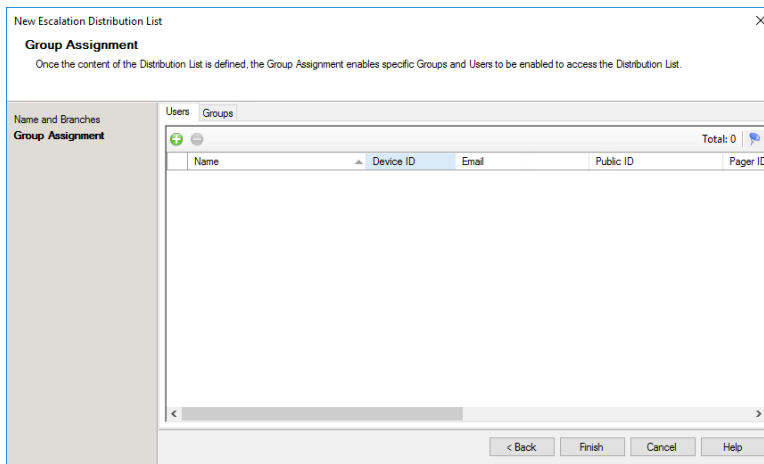 New Escalation Distribution List
Group Assignment
Once the content of the Distribution List is defined, the Group Assignment enables specific Groups and Users to be enabled to access the Distribution List.
Name and Branches
Group Assignment
Users Groups
Total: 0
Name Device ID Email Public ID Pager ID
< Back Finish Cancel Help